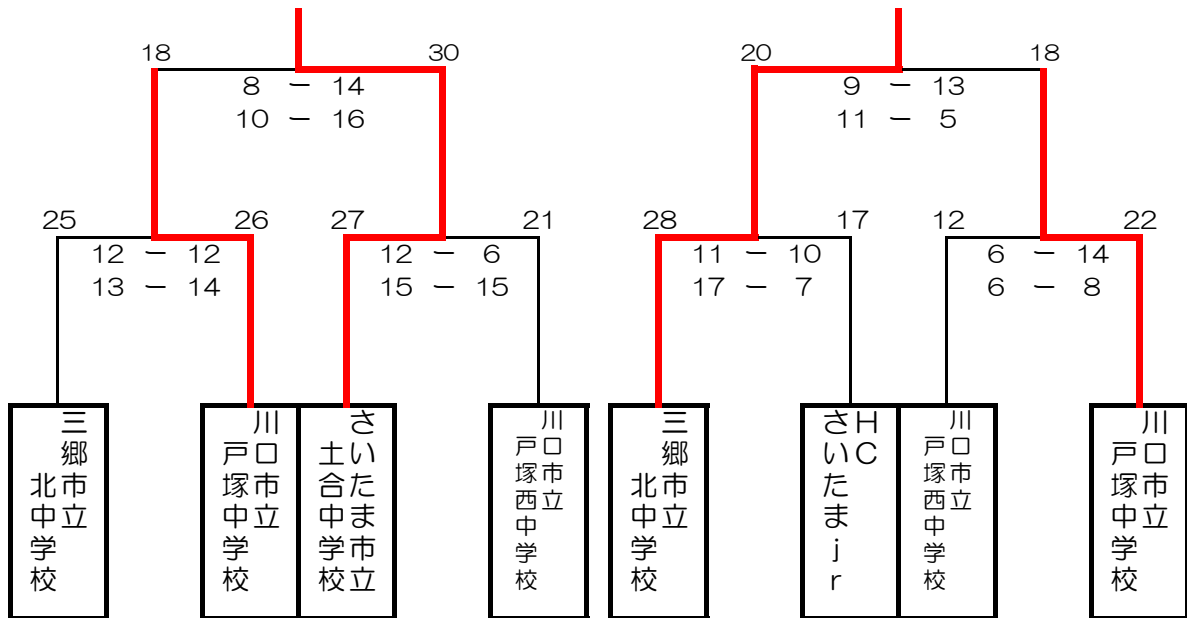 18 30 20 18
8 － 14 9 － 13
10 － 16 11 － 5
25 26 27 21 28 17 12 22
12 － 12 12 － 6 11 － 10 6 － 14
13 － 14 15 － 15 17 － 7 6 － 8
三郷市立
北中学校
川口市立
戸塚中学校
さいたま市立
土合中学校
川口市立
戸塚西中学校
三郷市立
北中学校
HC
さいたまjr
川口市立
戸塚西中学校
川口市立
戸塚中学校